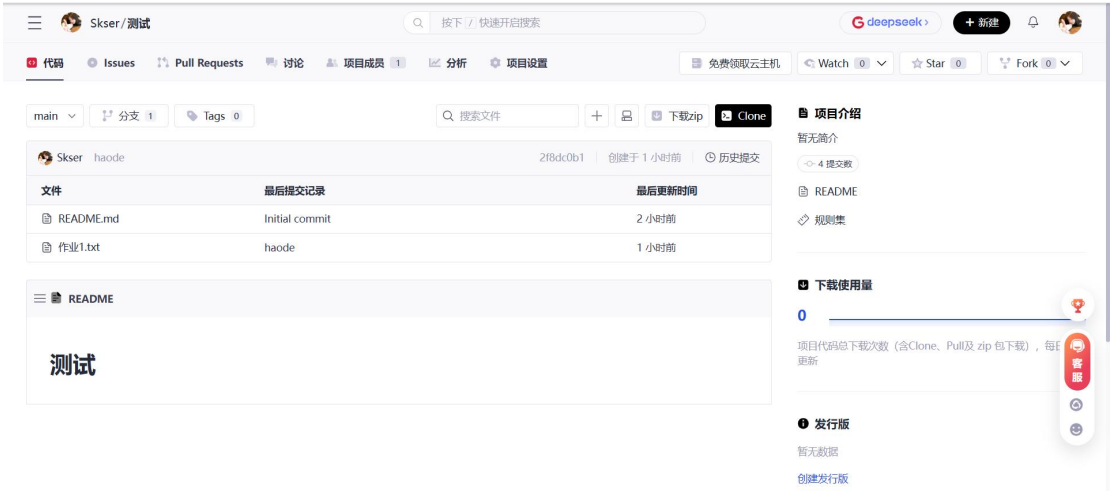 Skser/测试
按下 / 快速开启搜索
deepseek
+ 新建
代码 Issues Pull Requests 讨论 项目成员 1 分析 项目设置
免费领取云主机 Watch 0 Star 0 Fork 0
main 分支 1 Tags 0 搜索文件 下载zip Clone
Skser haode 2f8dc0b1 创建于 1 小时前 历史提交
文件 最后提交记录 最后更新时间
README.md Initial commit 2 小时前
作业1.txt haode 1 小时前
README
测试
项目介绍
暂无简介
4 提交数
README
规则集
下载使用量
0
项目代码总下载次数（含Clone、Pull及 zip 包下载），每日
更新
发行版
暂无数据
创建发行版
客服